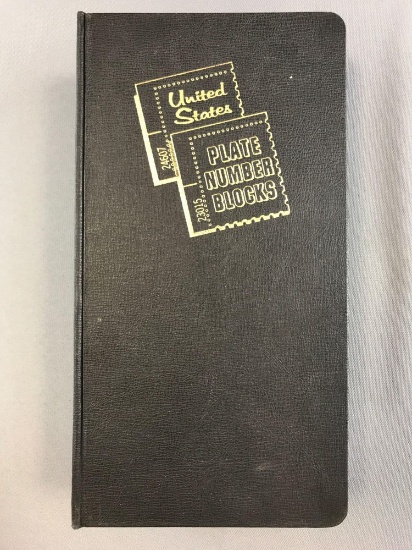 United
States
24607
PLATE
NUMBER
BLOCKS
23015